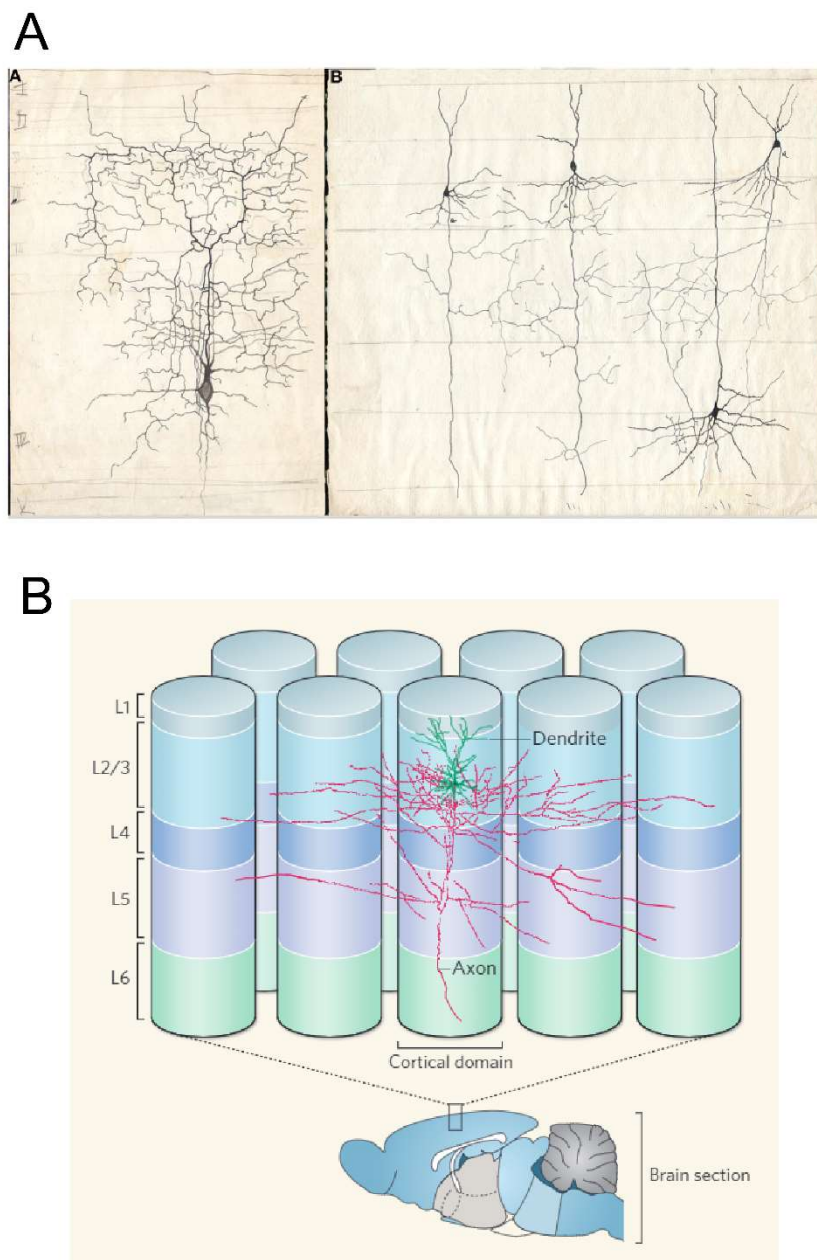 A
A
B
B
L1
Dendrite
L2/3
L4
L5
Axon
L6
Cortical domain
Brain section